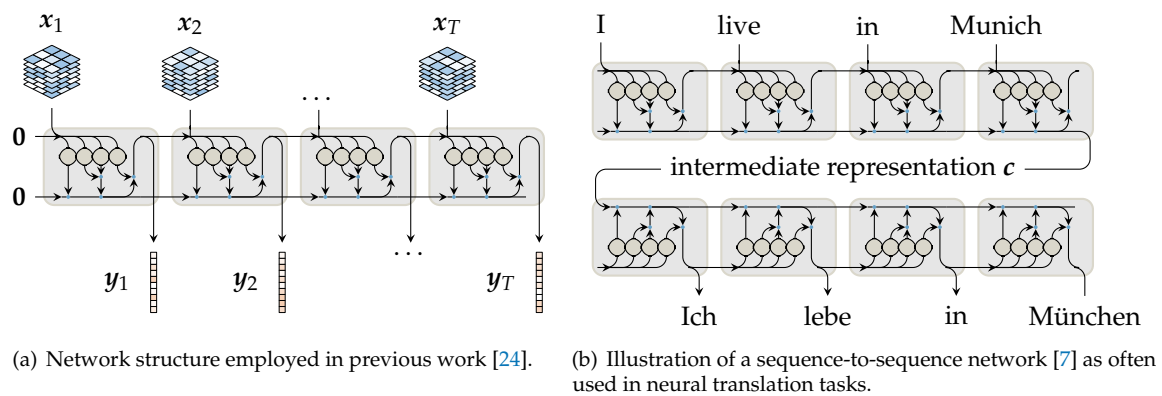 x1 x2 xT
. . .
0
0
. . .
y1 y2 yT
(a) Network structure employed in previous work [24].
I live in Munich
intermediate representation c
Ich lebe in München
(b) Illustration of a sequence-to-sequence network [7] as often
used in neural translation tasks.